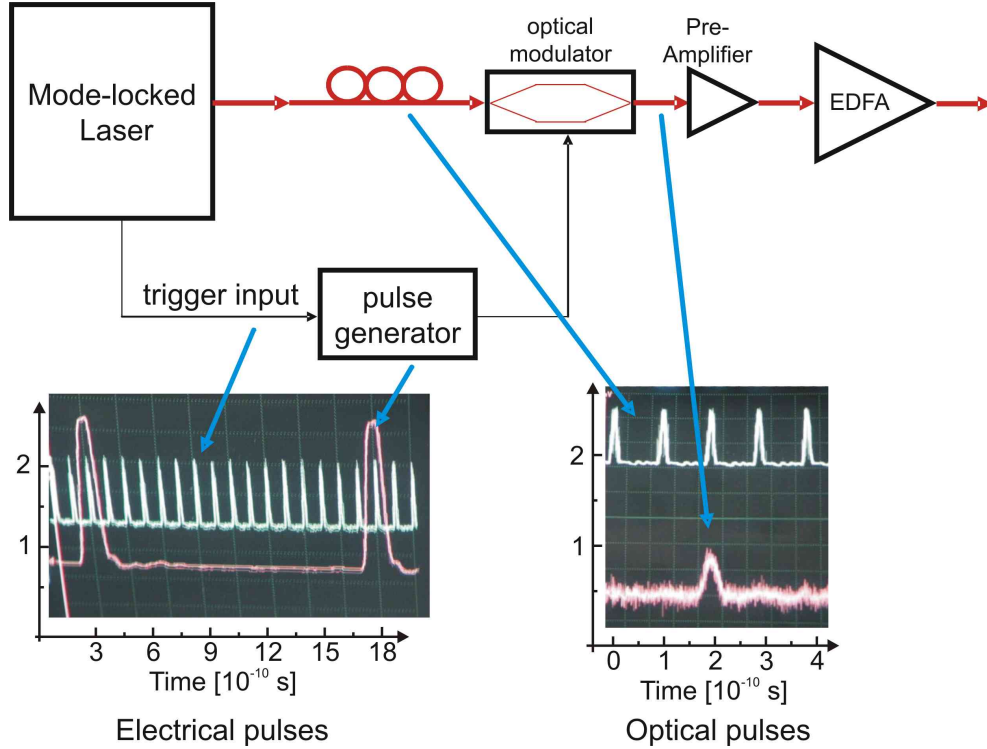 Mode-locked
Laser
optical
modulator
Pre-
Amplifier
EDFA
trigger input
pulse
generator
2
1
3 6 9 12 15 18
Time [10⁻¹⁰ s]
Electrical pulses
2
1
0 1 2 3 4
Time [10⁻¹⁰ s]
Optical pulses